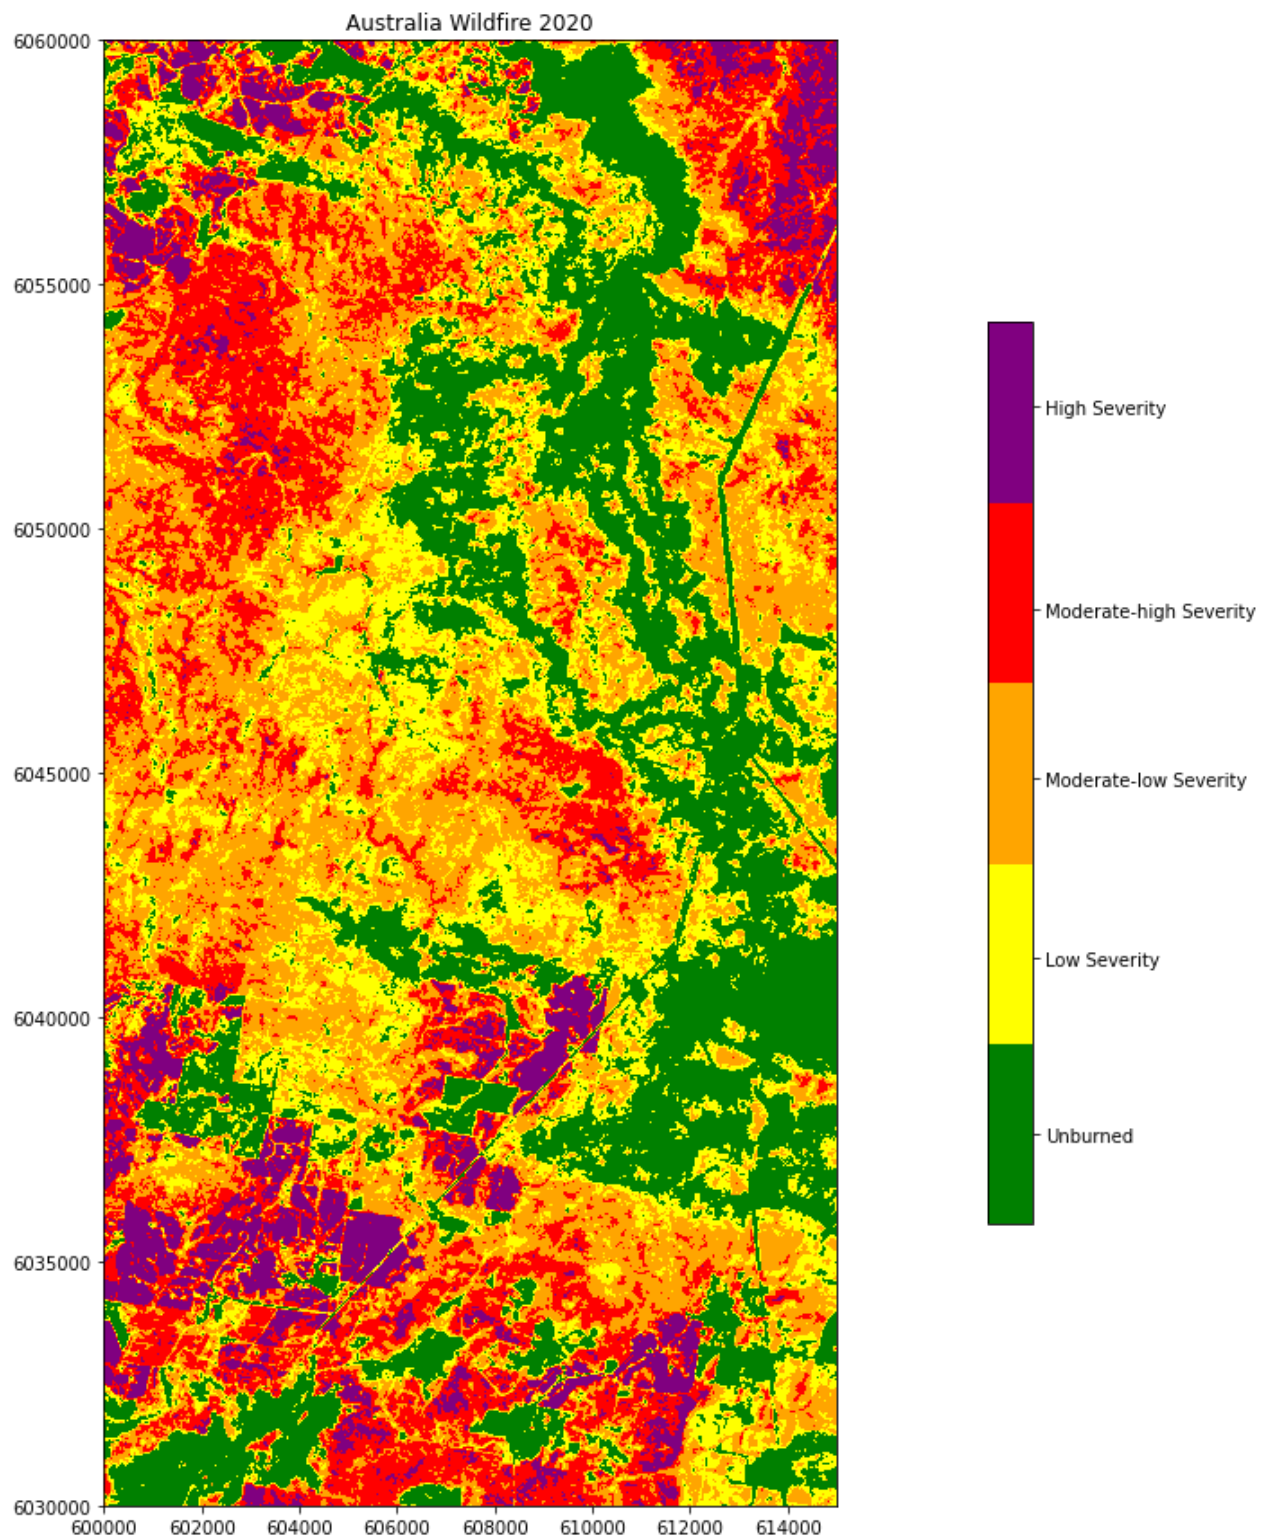 Australia Wildfire 2020
6060000
6055000
6050000
6045000
6040000
6035000
6030000
600000 602000 604000 606000 608000 610000 612000 614000
High Severity
Moderate-high Severity
Moderate-low Severity
Low Severity
Unburned